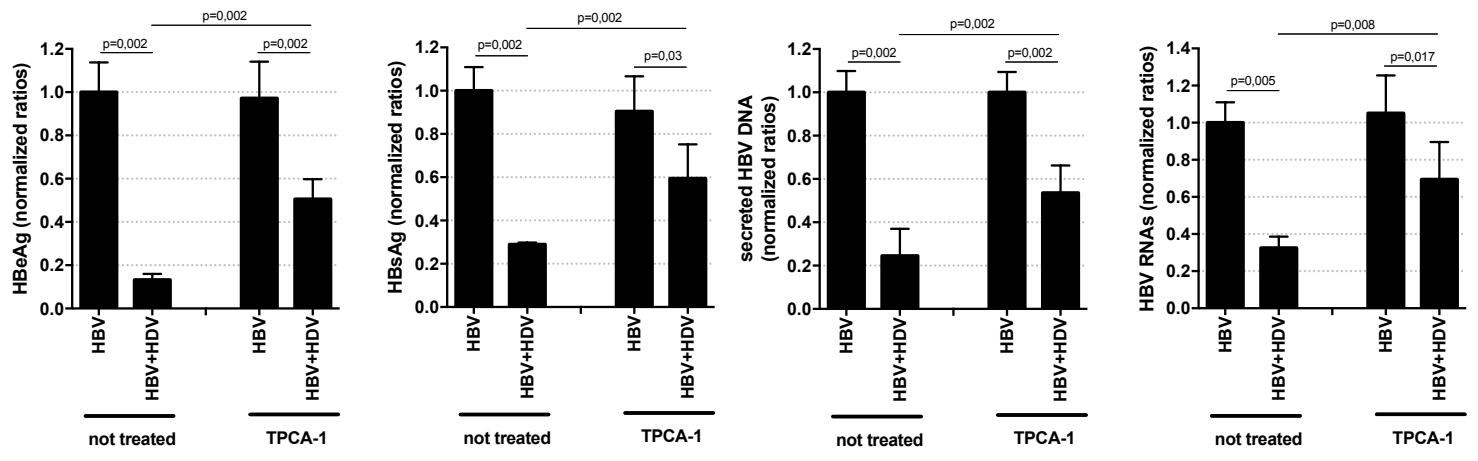 p=0,002
p=0,002
p=0,002
HBeAg (normalized ratios)
1.2
1.0
0.8
0.6
0.4
0.2
0.0
HBV
HBV+HDV
HBV
HBV+HDV
not treated
TPCA-1
p=0,002
p=0,002
p=0,03
HBsAg (normalized ratios)
1.2
1.0
0.8
0.6
0.4
0.2
0.0
HBV
HBV+HDV
HBV
HBV+HDV
not treated
TPCA-1
p=0,002
p=0,002
p=0,002
secreted HBV DNA
(normalized ratios)
1.2
1.0
0.8
0.6
0.4
0.2
0.0
HBV
HBV+HDV
HBV
HBV+HDV
not treated
TPCA-1
p=0,008
p=0,005
p=0,017
HBV RNAs (normalized ratios)
1.4
1.2
1.0
0.8
0.6
0.4
0.2
0.0
HBV
HBV+HDV
HBV
HBV+HDV
not treated
TPCA-1